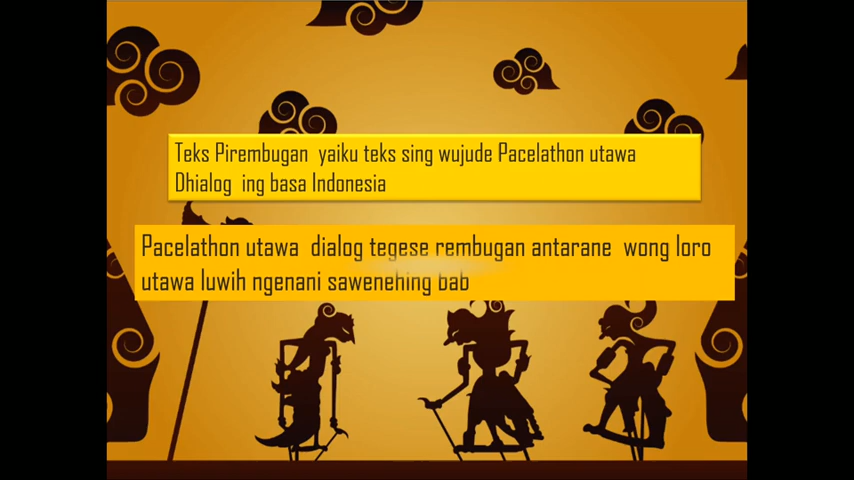 Teks Pirembugan yaiku teks sing wujude Pacelathon utawa
Dhialog ing basa Indonesia
Pacelathon utawa dialog tegese rembugan antarane wong loro
utawa luwih ngenani sawenehing bab